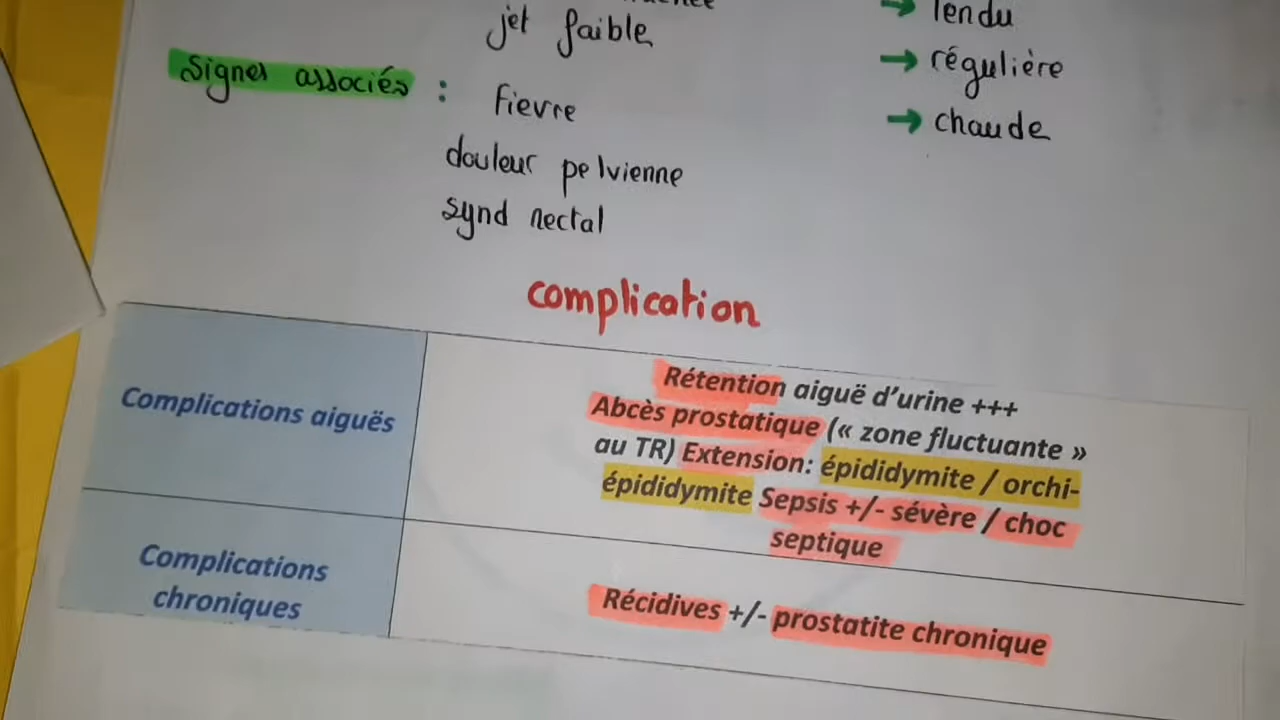 jet faible
Signes associés :
Fievre
douleur pelvienne
synd rectal
→ tendu
→ régulière
→ chaude
complication
Complications aiguës
Rétention aiguë d'urine +++
Abcès prostatique (« zone fluctuante »
au TR) Extension: épididymite / orchi-
épididymite Sepsis +/- sévère / choc
septique
Complications
chroniques
Récidives +/- prostatite chronique